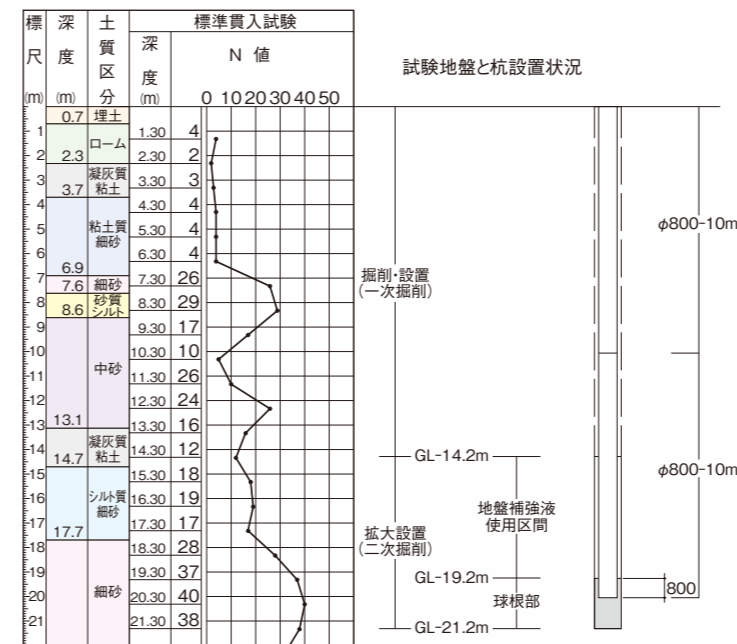 標尺(m)
深度(m)
土質区分
標準貫入試験
深度(m)
N 値
0 10 20 30 40 50
試験地盤と杭設置状況
0.7 埋土
1 1.30 4
ローム
2 2.3 2.30 2
凝灰質
粘土
3 3.7 3.30 3
4 4.30 4
粘土質
細砂
5 5.30 4
6 6.9 6.30 4
7 7.6 細砂 7.30 26
砂質
シルト
8 8.6 8.30 29
9 9.30 17
10 10.30 10
中砂
11 11.30 26
12 12.30 24
13 13.1 13.30 16
凝灰質
粘土
14 14.7 14.30 12
15 15.30 18
シルト質
細砂
16 16.30 19
17 17.7 17.30 17
18 18.30 28
19 19.30 37
細砂
20 20.30 40
21 21.30 38
掘削・設置
(一次掘削)
GL-14.2m
拡大設置
(二次掘削)
地盤補強液
使用区間
GL-19.2m
球根部
GL-21.2m
φ800-10m
φ800-10m
800